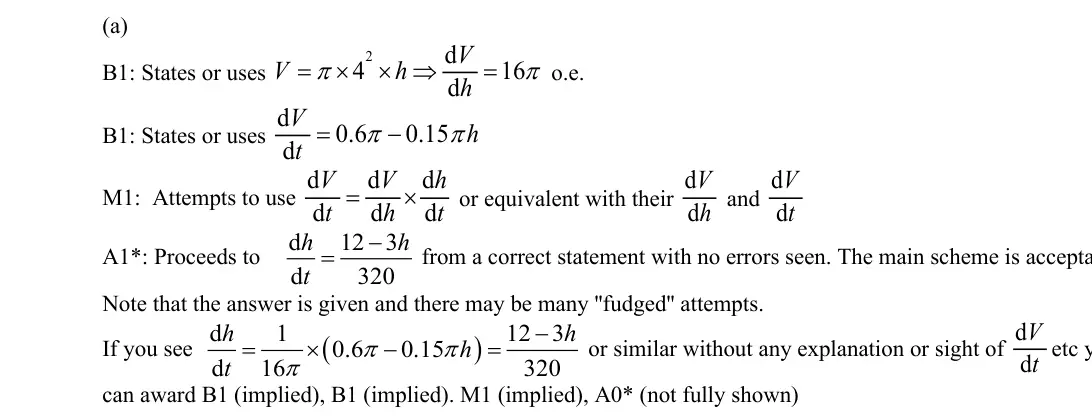 (a)
B1: States or uses V = π × 4² × h ⇒ dV/dh = 16π o.e.
B1: States or uses dV/dt = 0.6π − 0.15πh
M1: Attempts to use dV/dt = dV/dh × dh/dt or equivalent with their dV/dh and dV/dt
A1*: Proceeds to dh/dt = (12 − 3h)/320 from a correct statement with no errors seen. The main scheme is accepta
Note that the answer is given and there may be many "fudged" attempts.
If you see dh/dt = 1/16π × (0.6π − 0.15πh) = (12 − 3h)/320 or similar without any explanation or sight of dV/dt etc y
can award B1 (implied), B1 (implied). M1 (implied), A0* (not fully shown)